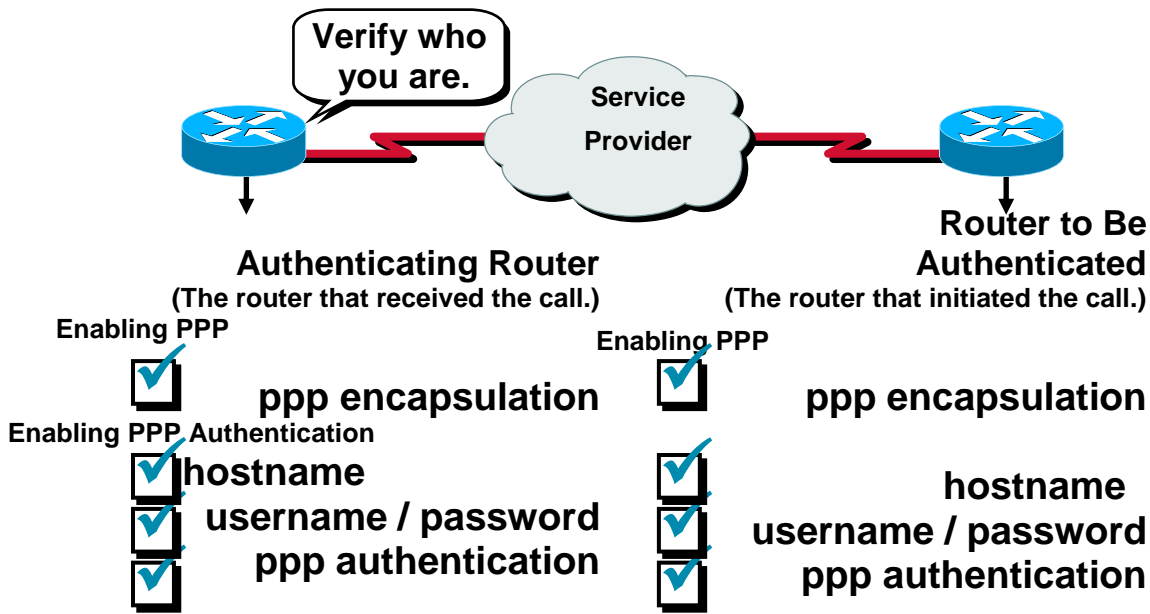 Verify who
you are.
Service
Provider
Authenticating Router
(The router that received the call.)
Enabling PPP
ppp encapsulation
Enabling PPP Authentication
hostname
username / password
ppp authentication
Router to Be
Authenticated
(The router that initiated the call.)
Enabling PPP
ppp encapsulation
hostname
username / password
ppp authentication